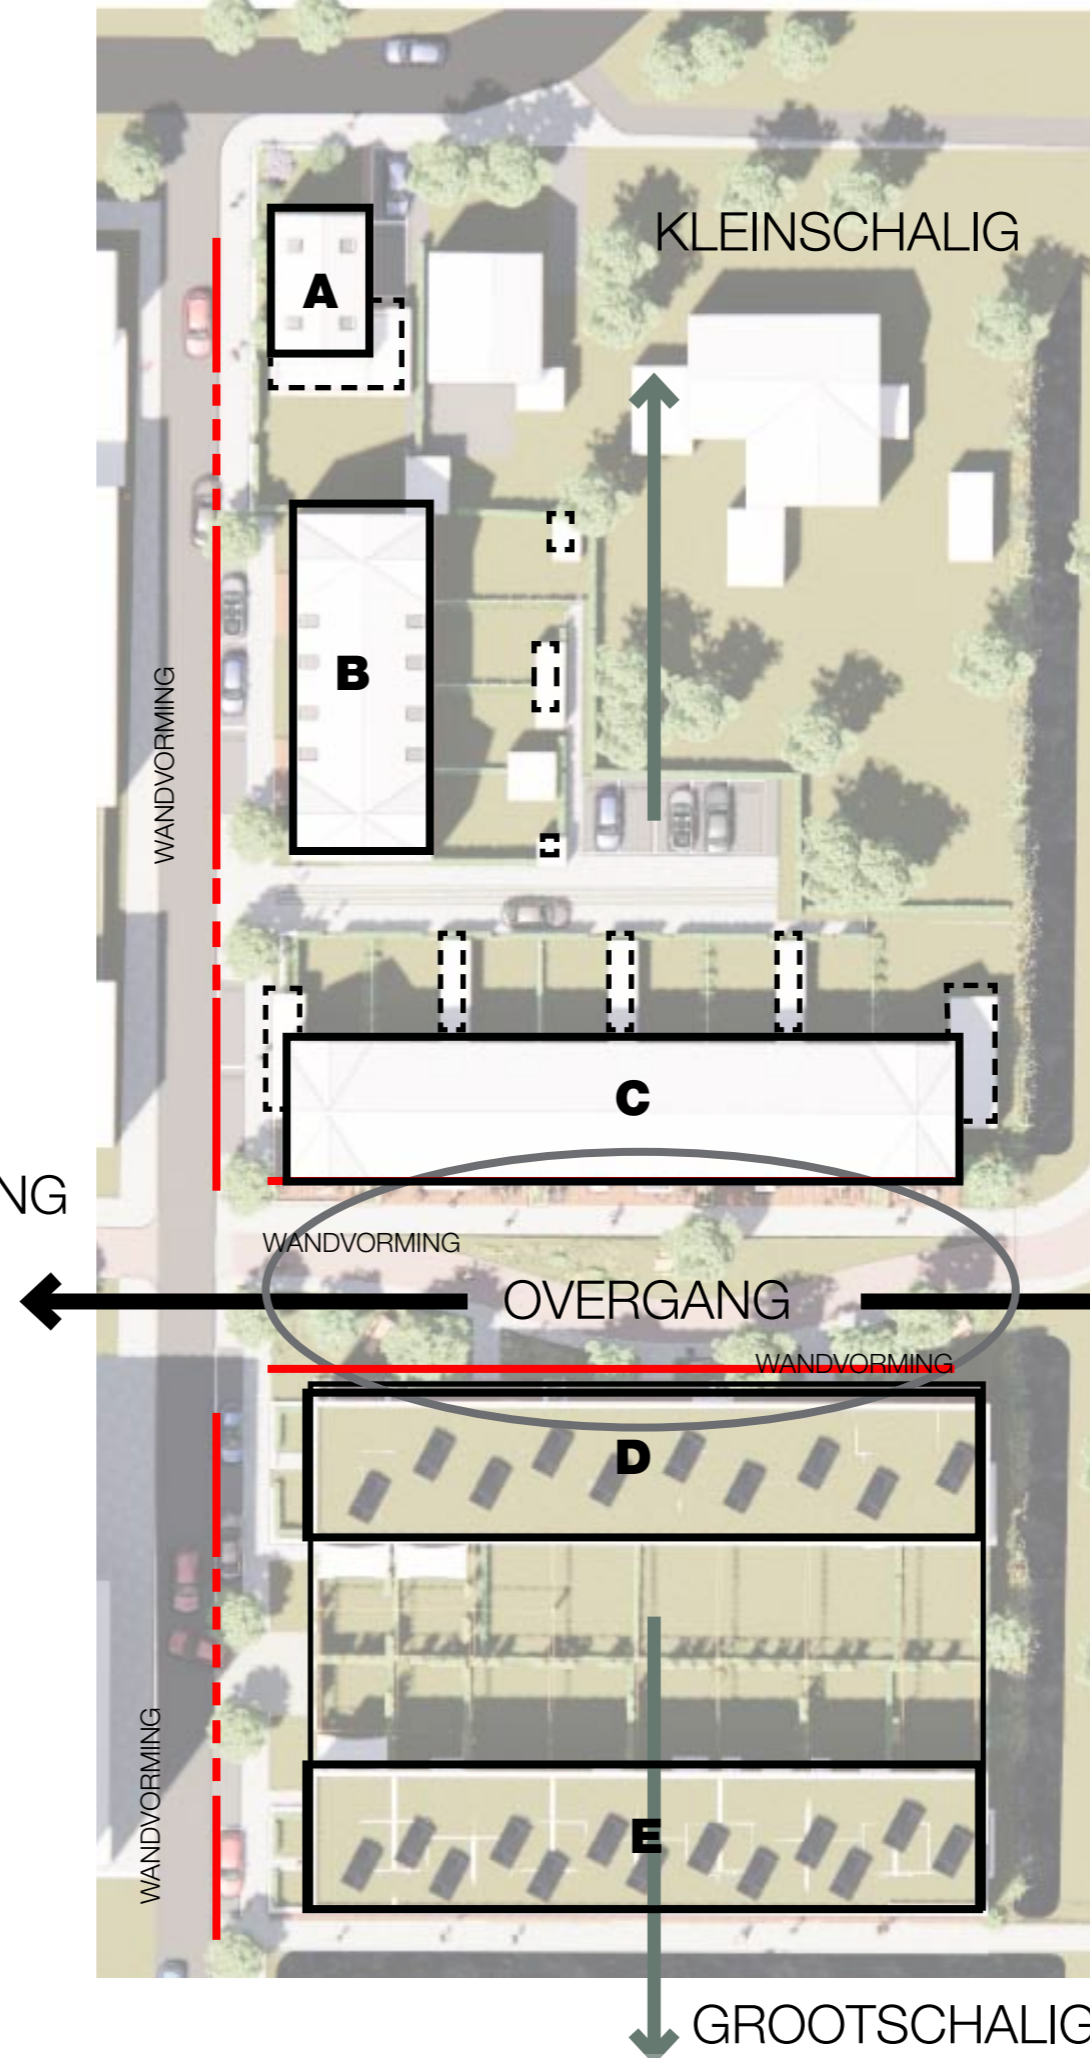 KLEINSCHALIG
A
B
WANDVORMING
C
NG
WANDVORMING
OVERGANG
WANDVORMING
D
WANDVORMING
E
GROOTSCHALIG